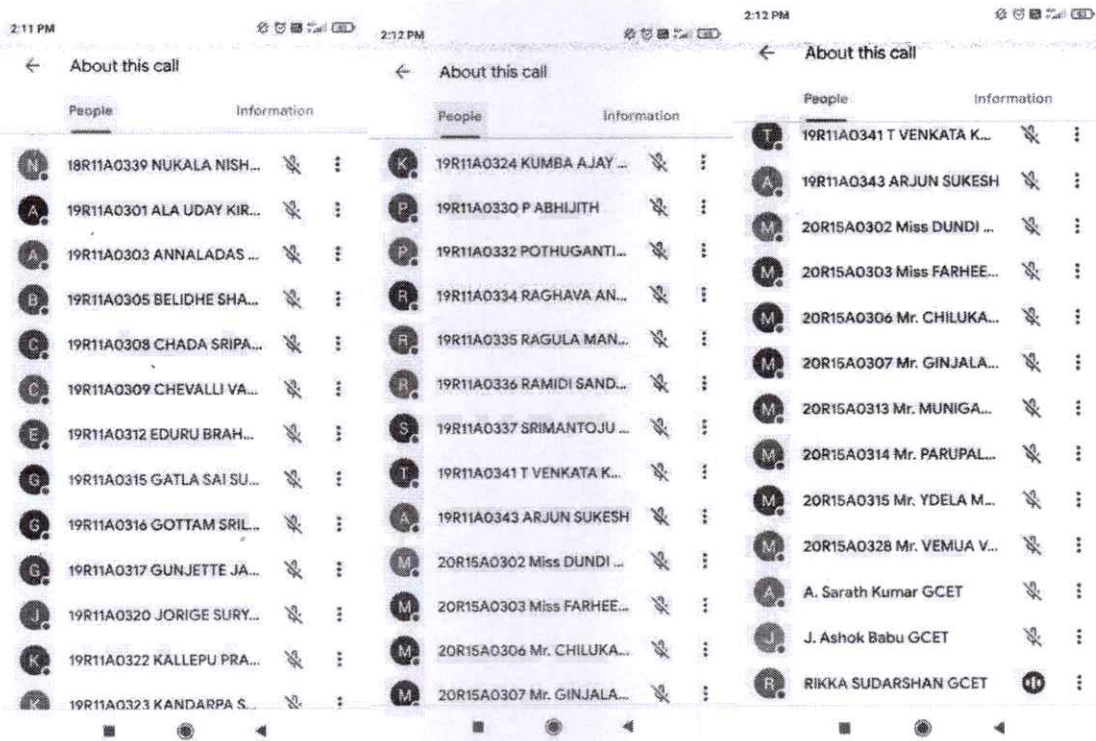 2:11 PM
About this call
People Information
N 18R11A0339 NUKALA NISH...
A 19R11A0301 ALA UDAY KIR...
A 19R11A0303 ANNALADAS ...
B 19R11A0305 BELIDHE SHA...
C 19R11A0308 CHADA SRIPA...
C 19R11A0309 CHEVALLI VA...
E 19R11A0312 EDURU BRAH...
G 19R11A0315 GATLA SAI SU...
G 19R11A0316 GOTTAM SRIL...
G 19R11A0317 GUNJETTE JA...
J 19R11A0320 JORIGE SURY...
K 19R11A0322 KALLEPU PRA...
K 19R11A0323 KANDARPA S...
2:12 PM
About this call
People Information
K 19R11A0324 KUMBA AJAY ...
P 19R11A0330 P ABHIJITH
P 19R11A0332 POTHUGANTI...
R 19R11A0334 RAGHAVA AN...
R 19R11A0335 RAGULA MAN...
R 19R11A0336 RAMIDI SAND...
S 19R11A0337 SRIMANTOJU ...
T 19R11A0341 T VENKATA K...
A 19R11A0343 ARJUN SUKESH
M 20R15A0302 Miss DUNDI ...
M 20R15A0303 Miss FARHEE...
M 20R15A0306 Mr. CHILUKA...
M 20R15A0307 Mr. GINJALA...
2:12 PM
About this call
People Information
T 19R11A0341 T VENKATA K...
A 19R11A0343 ARJUN SUKESH
M 20R15A0302 Miss DUNDI ...
M 20R15A0303 Miss FARHEE...
M 20R15A0306 Mr. CHILUKA...
M 20R15A0307 Mr. GINJALA...
M 20R15A0313 Mr. MUNIGA...
M 20R15A0314 Mr. PARUPAL...
M 20R15A0315 Mr. YDELA M...
M 20R15A0328 Mr. VEMUA V...
A A. Sarath Kumar GCET
J J. Ashok Babu GCET
R RIKKA SUDARSHAN GCET